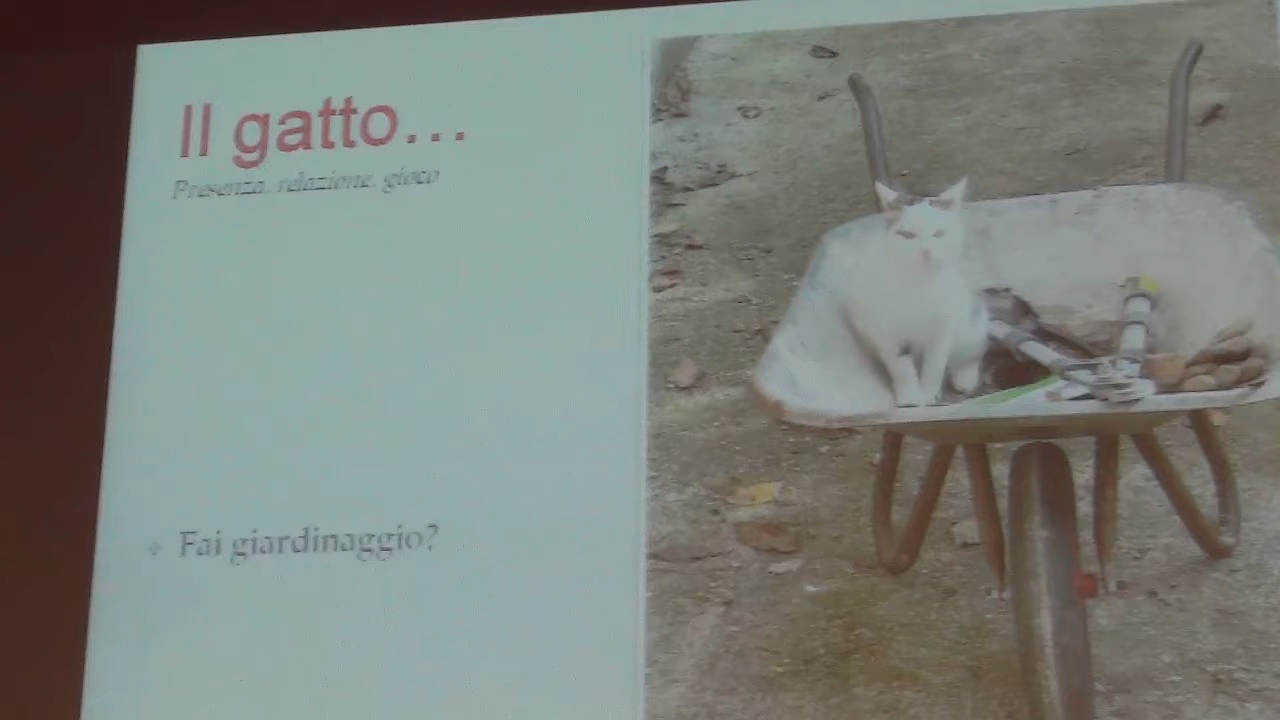 Il gatto...
Presenza, relazione, gioco
Fai giardinaggio?